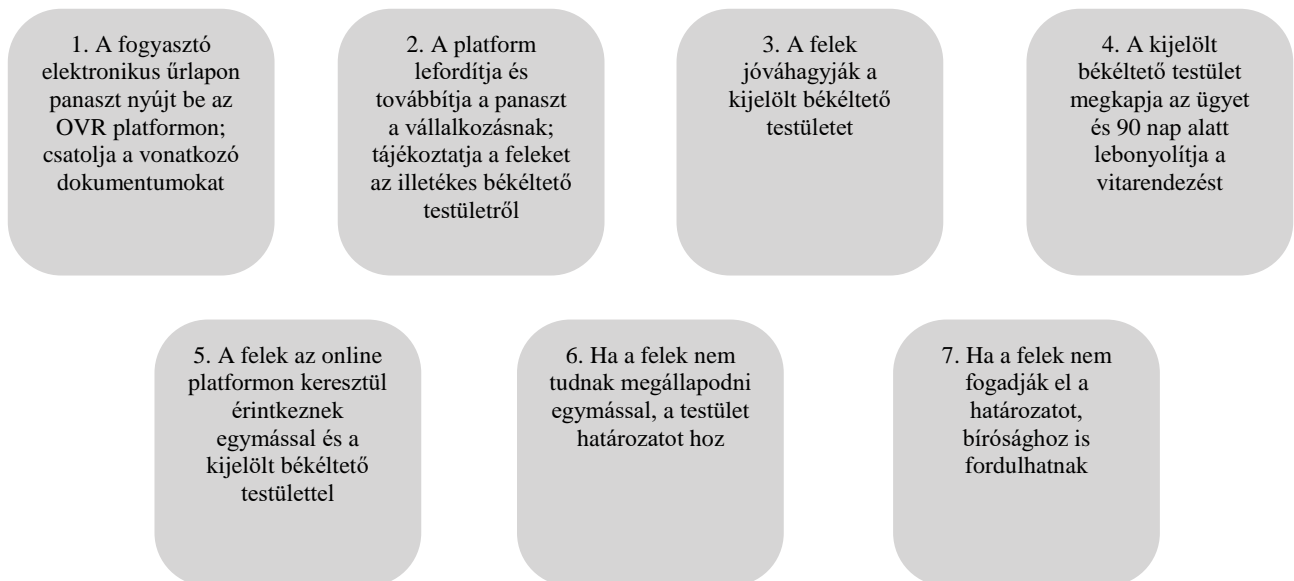 1. A fogyasztó
elektronikus űrlapon
panaszt nyújt be az
OVR platformon;
csatolja a vonatkozó
dokumentumokat
2. A platform
lefordítja és
továbbítja a panaszt
a vállalkozásnak;
tájékoztatja a feleket
az illetékes békéltető
testületről
3. A felek
jóváhagyják a
kijelölt békéltető
testületet
4. A kijelölt
békéltető testület
megkapja az ügyet
és 90 nap alatt
lebonyolítja a
vitarendezést
5. A felek az online
platformon keresztül
érintkeznek
egymással és a
kijelölt békéltető
testülettel
6. Ha a felek nem
tudnak megállapodni
egymással, a testület
határozatot hoz
7. Ha a felek nem
fogadják el a
határozatot,
bírósághoz is
fordulhatnak